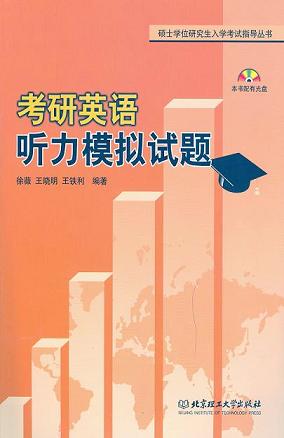 硕士学位研究生入学考试指导丛书
本书配有光盘
考研英语
听力模拟试题
徐薇 王晓明 王铁利 编著
北京理工大学出版社
BEIJING INSTITUTE OF TECHNOLOGY PRESS